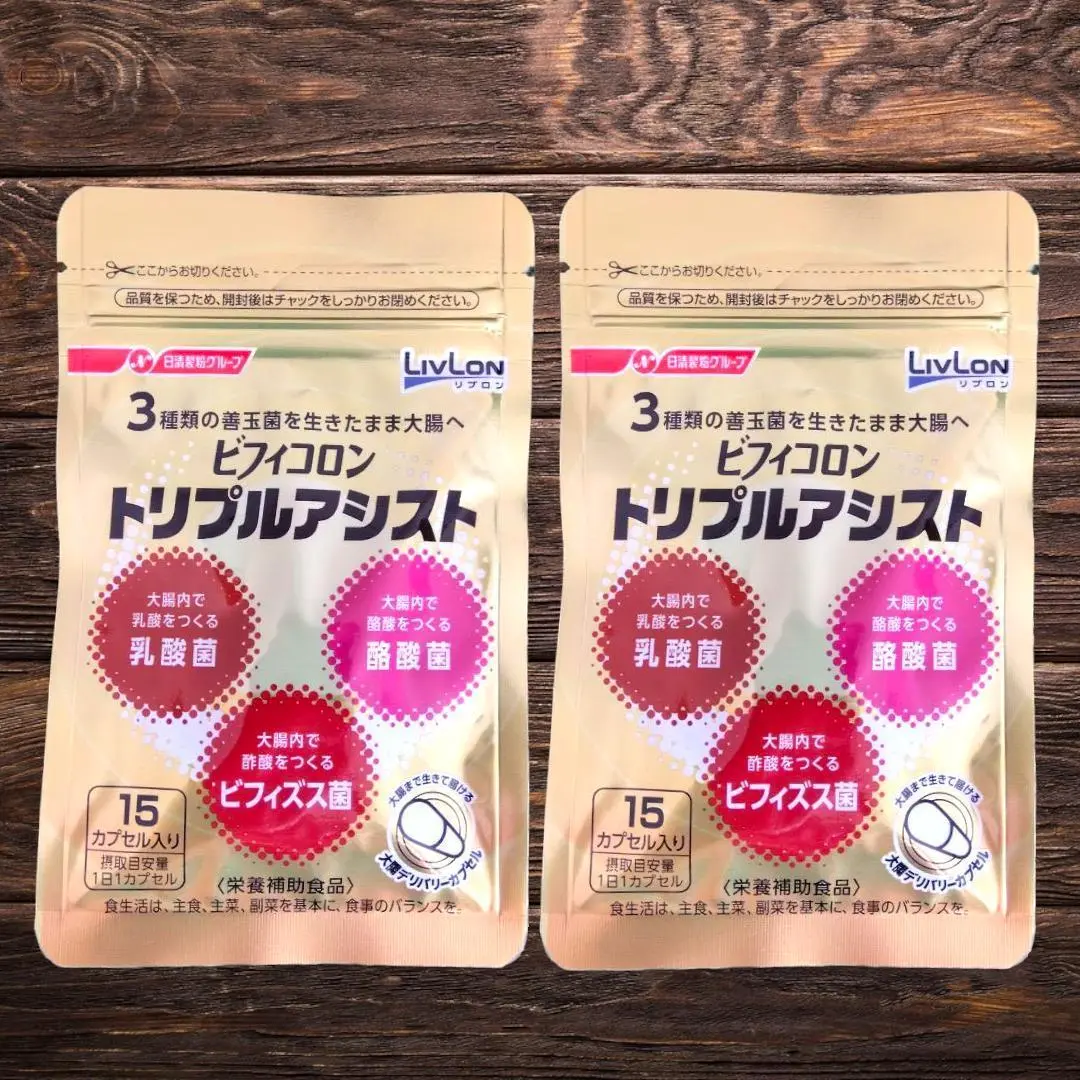 ここからお切りください。
品質を保つため、開封後はチャックをしっかりお閉めください。
日清製粉グループ
LIVLON
リブロン
3種類の善玉菌を生きたまま大腸へ
ビフィコロン
トリプルアシスト
大腸内で
乳酸をつくる
乳酸菌
大腸内で
酪酸をつくる
酪酸菌
大腸内で
酢酸をつくる
ビフィズス菌
15
カプセル入り
摂取目安量
1日1カプセル
大腸まで生きて届ける
大腸デリバリーカプセル
〈栄養補助食品〉
食生活は、主食、主菜、副菜を基本に、食事のバランスを。
ここからお切りください。
品質を保つため、開封後はチャックをしっかりお閉めください。
日清製粉グループ
LIVLON
リブロン
3種類の善玉菌を生きたまま大腸へ
ビフィコロン
トリプルアシスト
大腸内で
乳酸をつくる
乳酸菌
大腸内で
酪酸をつくる
酪酸菌
大腸内で
酢酸をつくる
ビフィズス菌
15
カプセル入り
摂取目安量
1日1カプセル
大腸まで生きて届ける
大腸デリバリーカプセル
〈栄養補助食品〉
食生活は、主食、主菜、副菜を基本に、食事のバランスを。